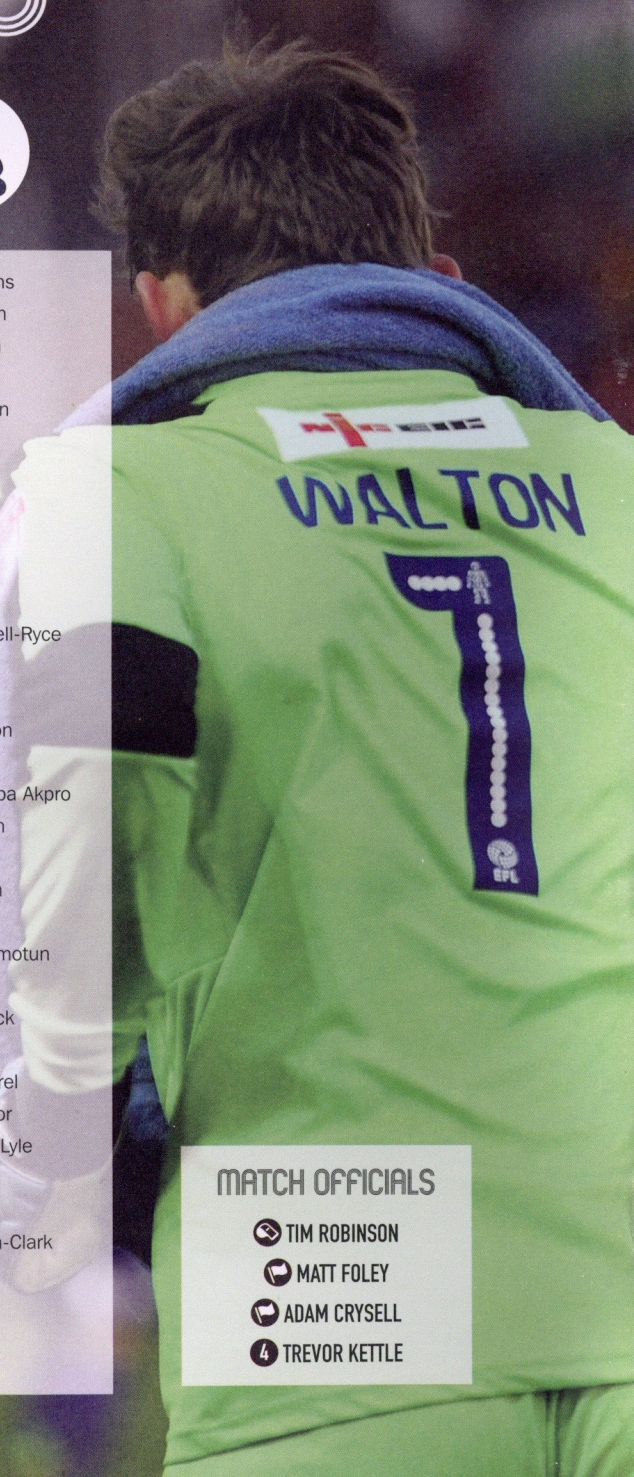 ns
n
ell-Ryce
on
pa Akpro
n
motun
ck
rel
or
Lyle
n-Clark
NICEIC
WALTON
1
EFL
MATCH OFFICIALS
TIM ROBINSON
MATT FOLEY
ADAM CRYSELL
4 TREVOR KETTLE